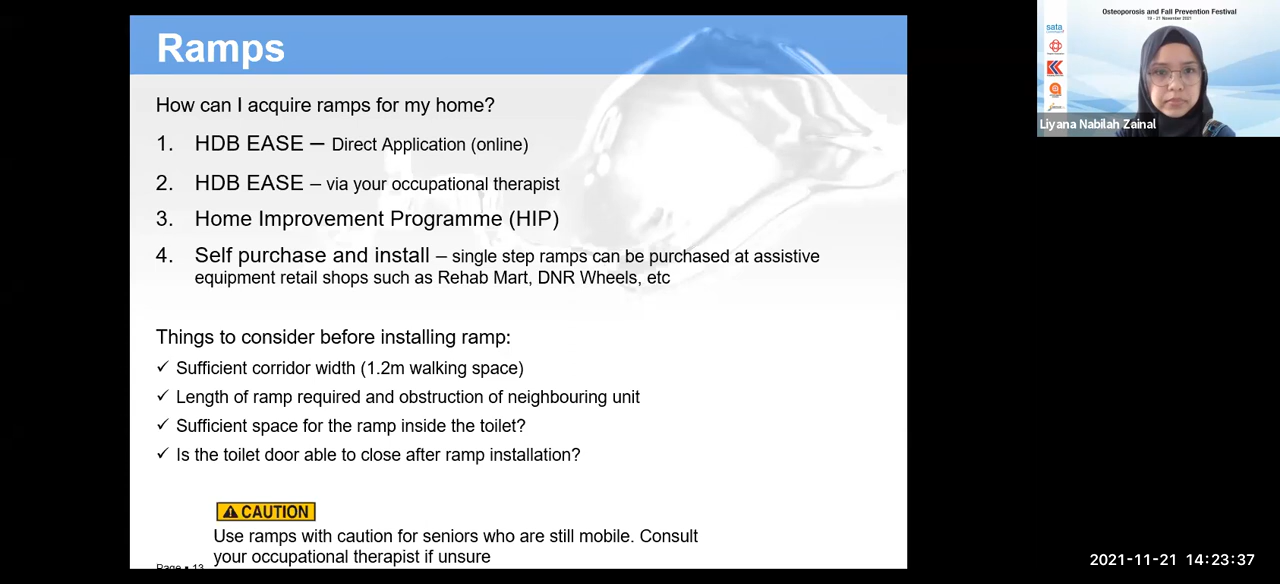 Ramps
How can I acquire ramps for my home?
1. HDB EASE – Direct Application (online)
2. HDB EASE – via your occupational therapist
3. Home Improvement Programme (HIP)
4. Self purchase and install – single step ramps can be purchased at assistive
equipment retail shops such as Rehab Mart, DNR Wheels, etc
Things to consider before installing ramp:
✓ Sufficient corridor width (1.2m walking space)
✓ Length of ramp required and obstruction of neighbouring unit
✓ Sufficient space for the ramp inside the toilet?
✓ Is the toilet door able to close after ramp installation?
CAUTION
Use ramps with caution for seniors who are still mobile. Consult
your occupational therapist if unsure
Page ▪ 13
Osteoporosis and Fall Prevention Festival
19 - 21 November 2021
sata
Liyana Nabilah Zainal
2021-11-21 14:23:37